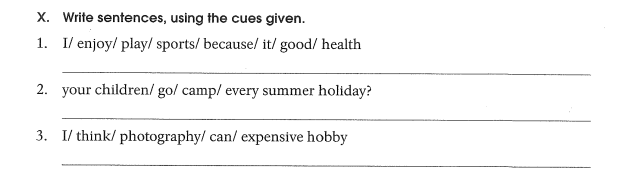 X. Write sentences, using the cues given.
1. I/ enjoy/ play/ sports/ because/ it/ good/ health
2. your children/ go/ camp/ every summer holiday?
3. I/ think/ photography/ can/ expensive hobby